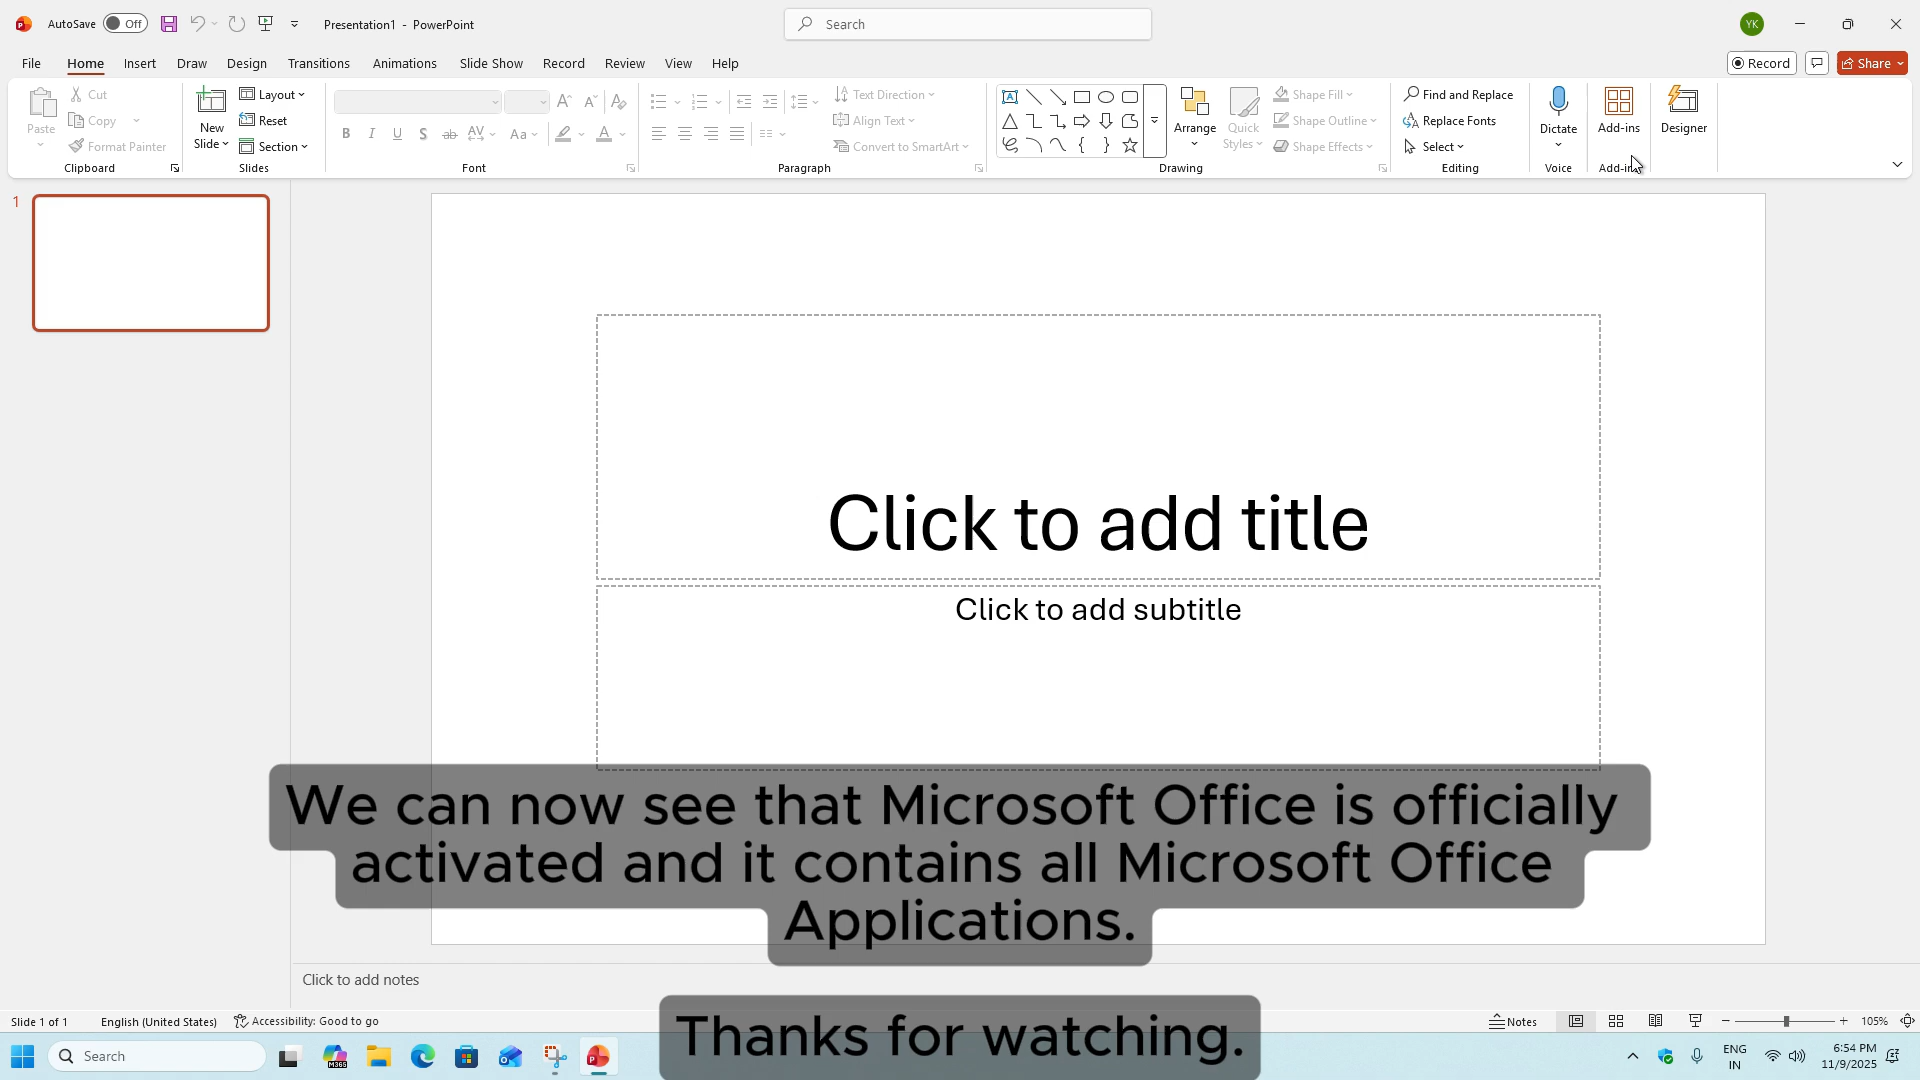 AutoSave Off Presentation1 - PowerPoint Search YK
File Home Insert Draw Design Transitions Animations Slide Show Record Review View Help Record Share
Paste Cut Copy Format Painter Clipboard
New Slide Layout Reset Section Slides
B I U S ab AV Aa A Font
Text Direction Align Text Convert to SmartArt Paragraph
Arrange Quick Styles Shape Fill Shape Outline Shape Effects Drawing
Find and Replace Replace Fonts Select Editing
Dictate Voice
Add-ins
Designer
1
Click to add title
Click to add subtitle
We can now see that Microsoft Office is officially
activated and it contains all Microsoft Office
Applications.
Click to add notes
Thanks for watching.
Slide 1 of 1 English (United States) Accessibility: Good to go Notes 105%
Search M365 ENG IN 6:54 PM 11/9/2025